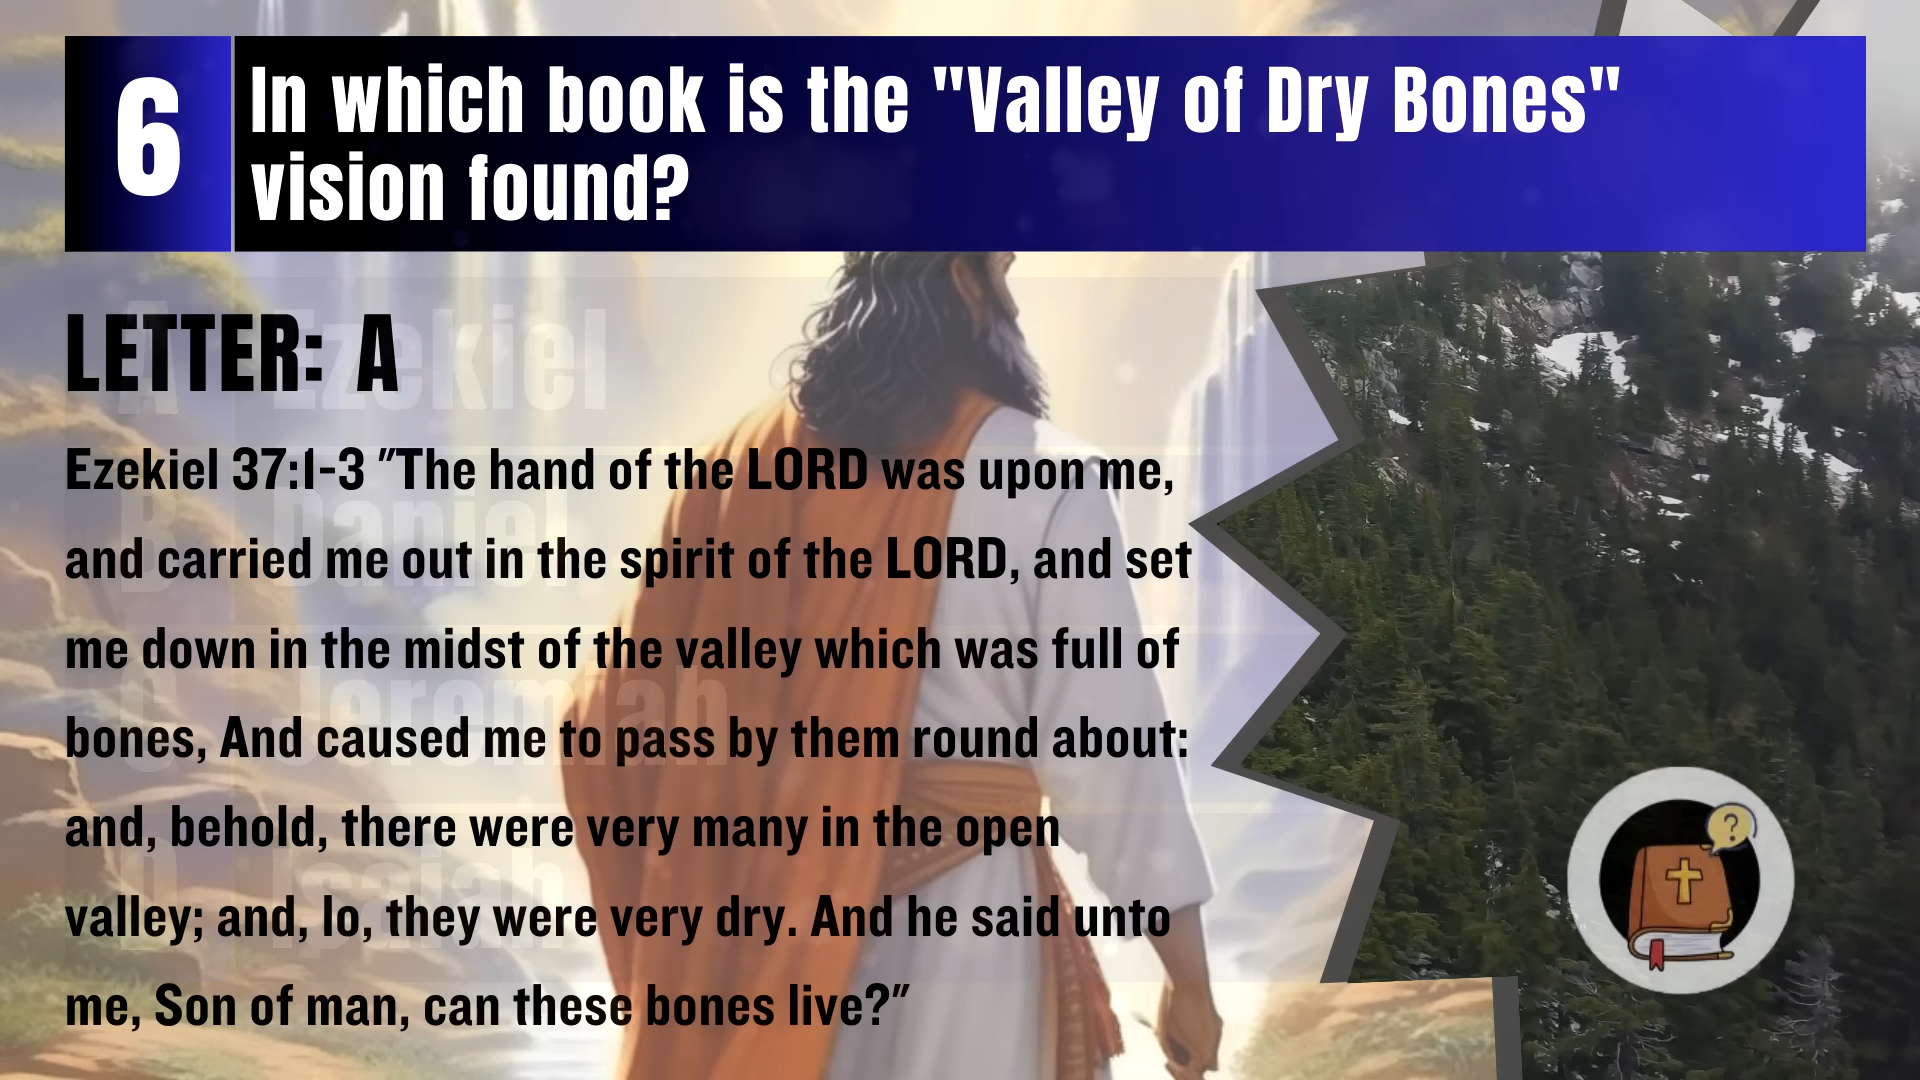 6
In which book is the "Valley of Dry Bones"
vision found?
LETTER: A
A Ezekiel
Ezekiel 37:1-3 "The hand of the LORD was upon me,
B Daniel
and carried me out in the spirit of the LORD, and set
me down in the midst of the valley which was full of
C Jeremiah
bones, And caused me to pass by them round about:
and, behold, there were very many in the open
D Isaiah
valley; and, lo, they were very dry. And he said unto
me, Son of man, can these bones live?"
?